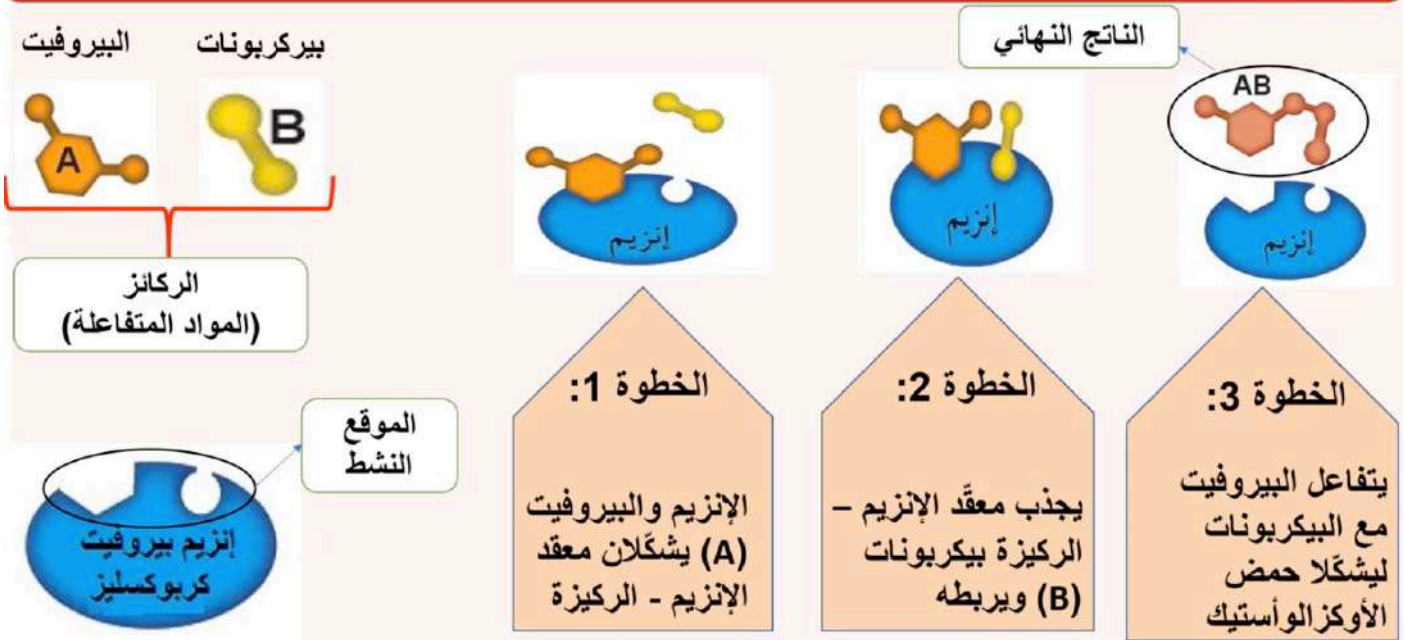 البيروفيت
بيركربونات
A
B
الركائز
(المواد المتفاعلة)
الموقع
النشط
إنزيم بيروفيت
كربوكسليز
إنزيم
الخطوة 1:
الإنزيم والبيروفيت
(A) يشكّلان معقد
الإنزيم - الركيزة
إنزيم
الخطوة 2:
يجذب معقّد الإنزيم –
الركيزة بيكربونات
(B) ويربطه
الناتج النهائي
AB
إنزيم
الخطوة 3:
يتفاعل البيروفيت
مع البيكربونات
ليشكّلا حمض
الأوكزالوأستيك